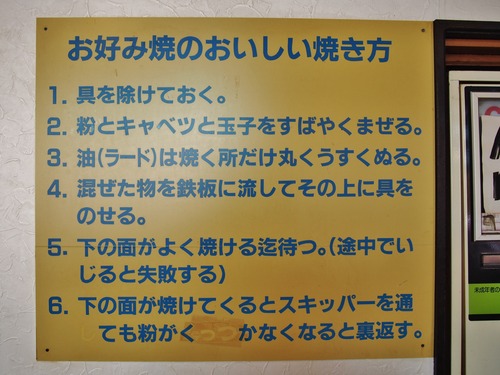 お好み焼のおいしい焼き方
1. 具を除けておく。
2. 粉とキャベツと玉子をすばやくまぜる。
3. 油(ラード)は焼く所だけ丸くうすくぬる。
4. 混ぜた物を鉄板に流してその上に具を
のせる。
5. 下の面がよく焼ける迄待つ。(途中でい
じると失敗する)
6. 下の面が焼けてくるとスキッパーを通
ても粉がくっつかなくなると裏返す。
未成年者の